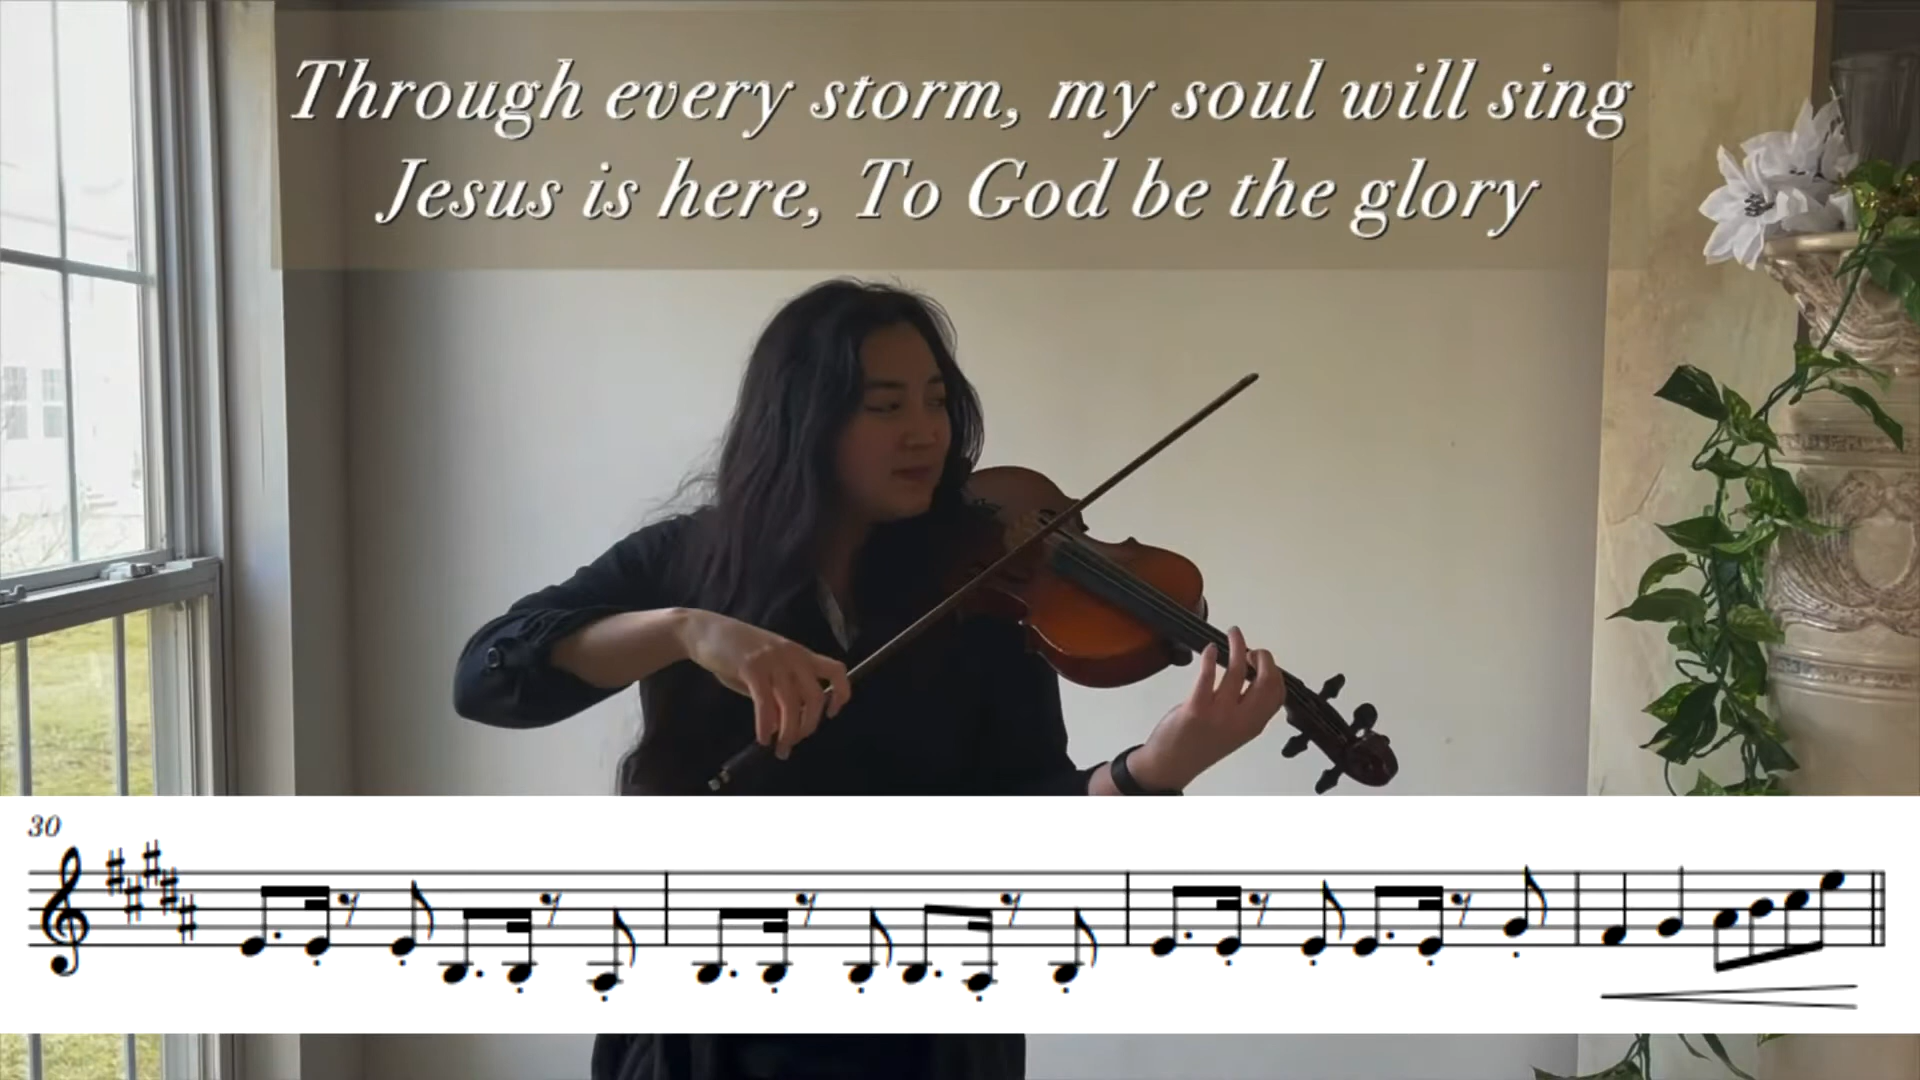 Through every storm, my soul will sing
Jesus is here, To God be the glory
30